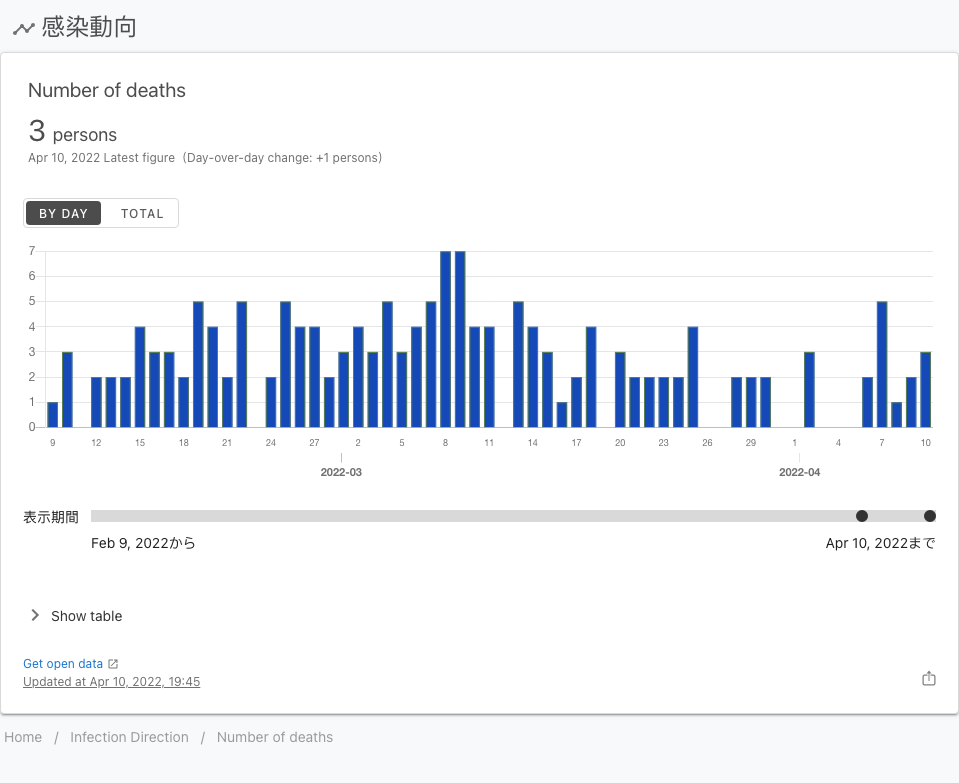 感染動向
Number of deaths
3 persons
Apr 10, 2022 Latest figure (Day-over-day change: +1 persons)
BY DAY TOTAL
7
6
5
4
3
2
1
0
9 12 15 18 21 24 27 2 5 8 11 14 17 20 23 26 29 1 4 7 10
2022-03 2022-04
表示期間
Feb 9, 2022から Apr 10, 2022まで
Show table
Get open data
Updated at Apr 10, 2022, 19:45
Home / Infection Direction / Number of deaths